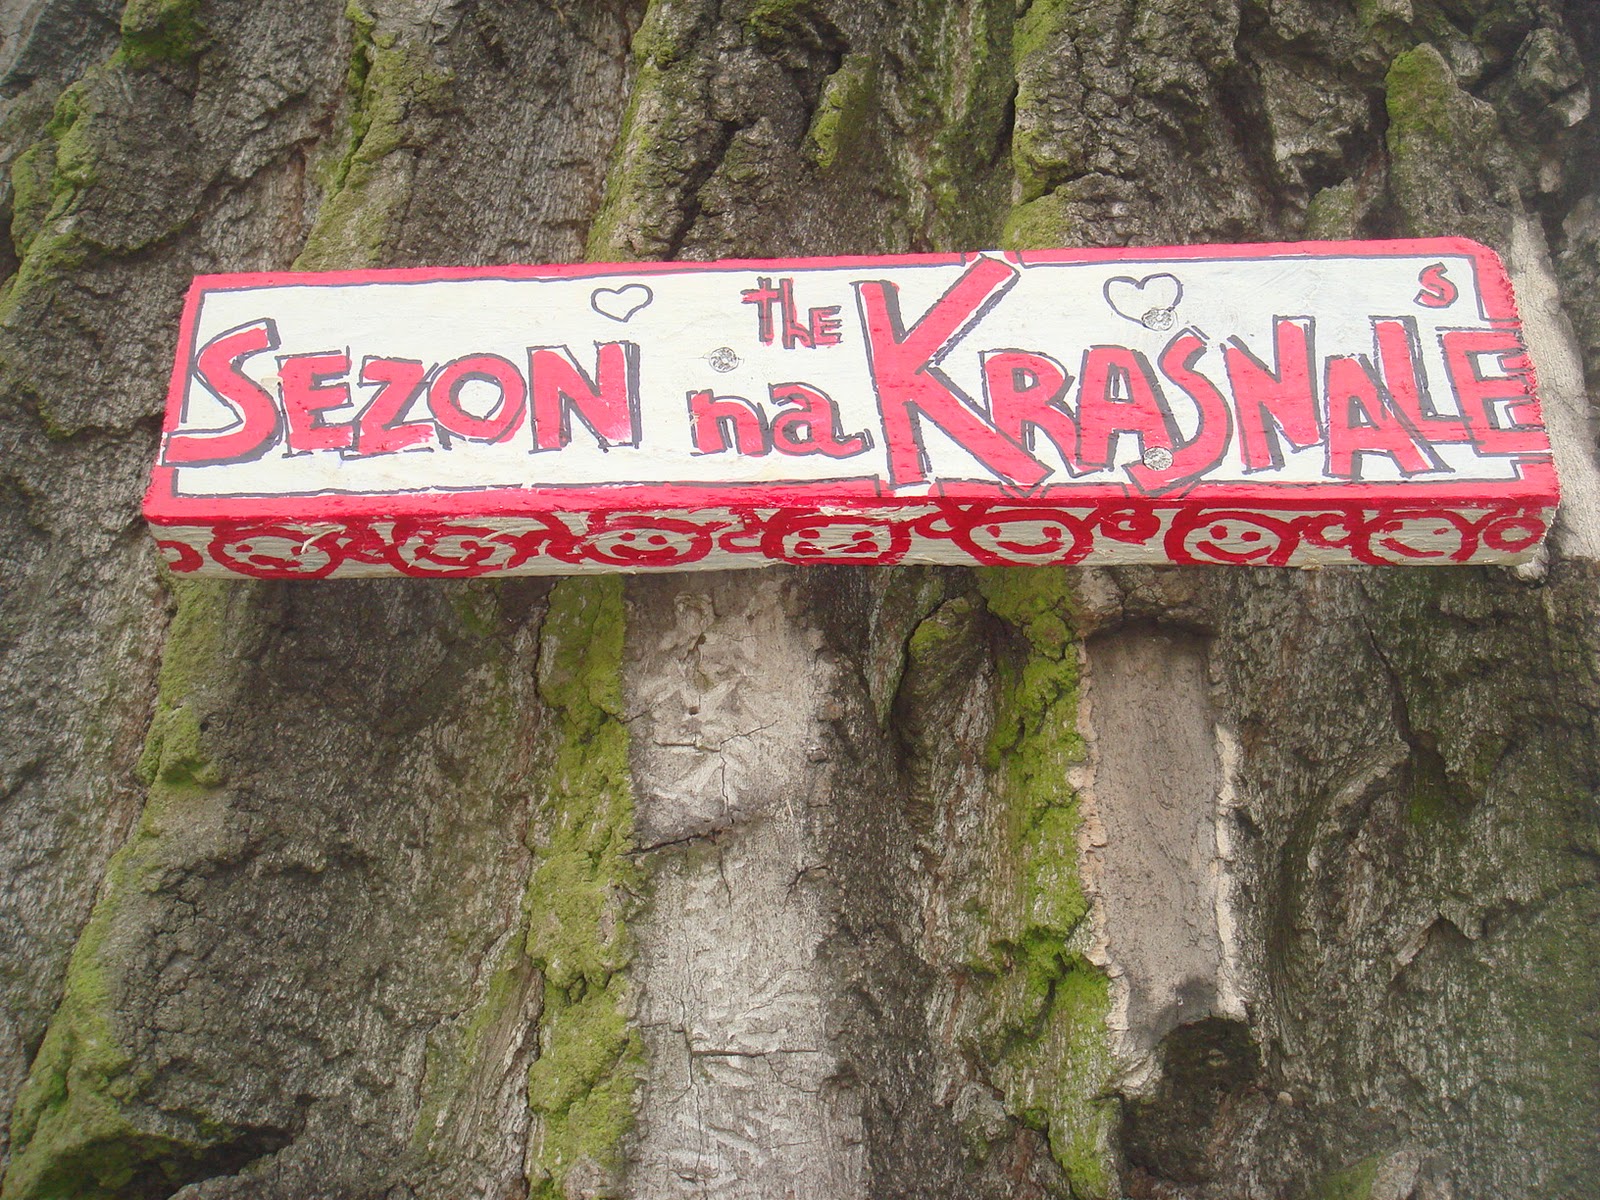 the s
SEZON na KRASNALE